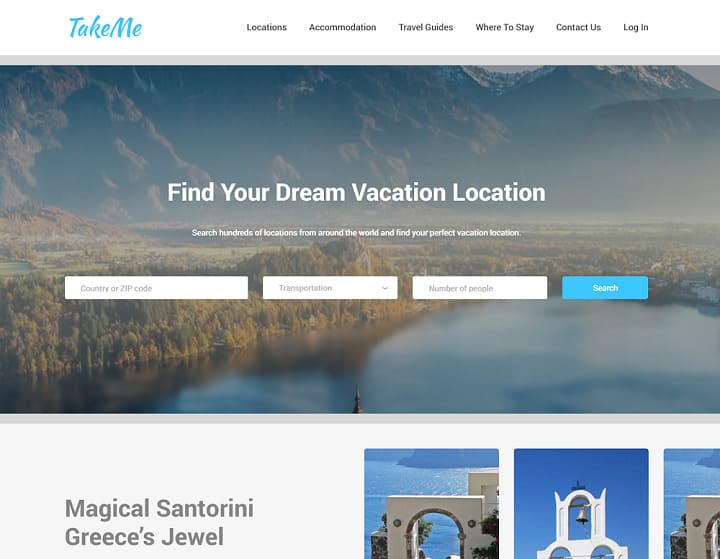 TakeMe
Locations Accommodation Travel Guides Where To Stay Contact Us Log In
Find Your Dream Vacation Location
Search hundreds of locations from around the world and find your perfect vacation location.
Country or ZIP code Transportation Number of people Search
Magical Santorini
Greece's Jewel